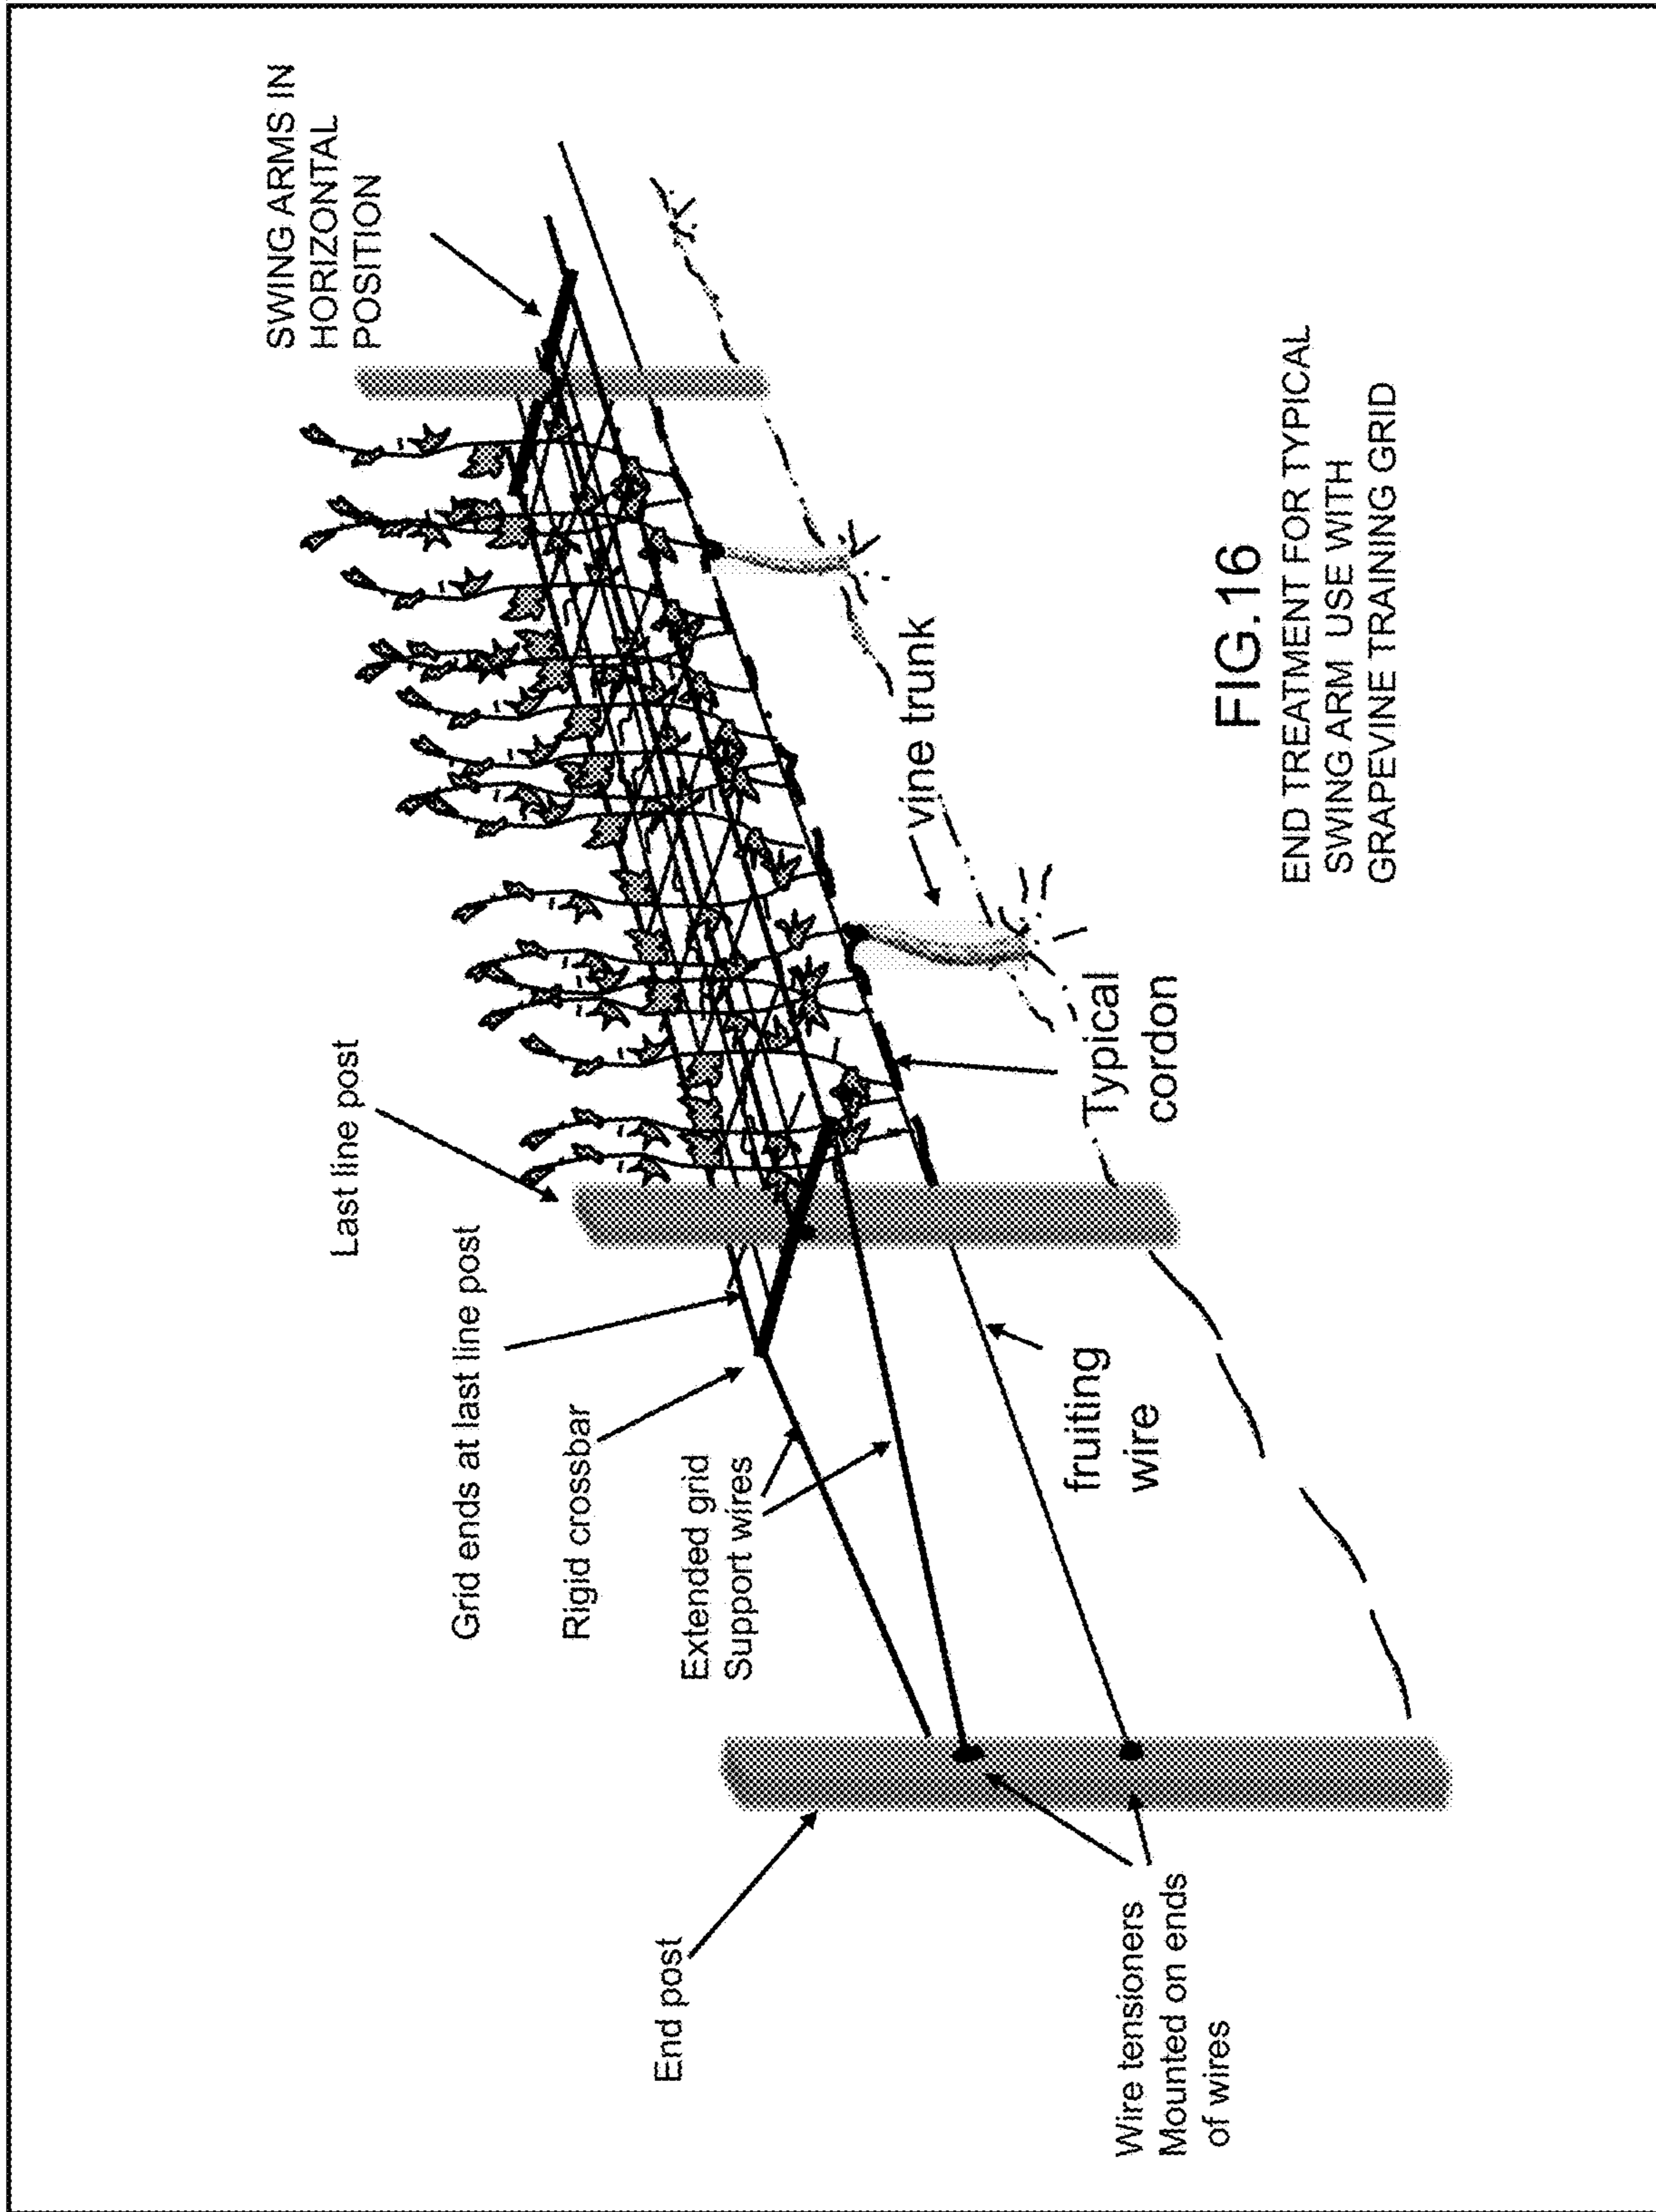 SWING ARMS IN
HORIZONTAL
POSITION
Last line post
Grid ends at last line post
Rigid crossbar
Extended grid
Support wires
End post
Wire tensioners
Mounted on ends
of wires
fruiting
wire
Typical
cordon
vine trunk
FIG.16
END TREATMENT FOR TYPICAL
SWING ARM USE WITH
GRAPEVINE TRAINING GRID